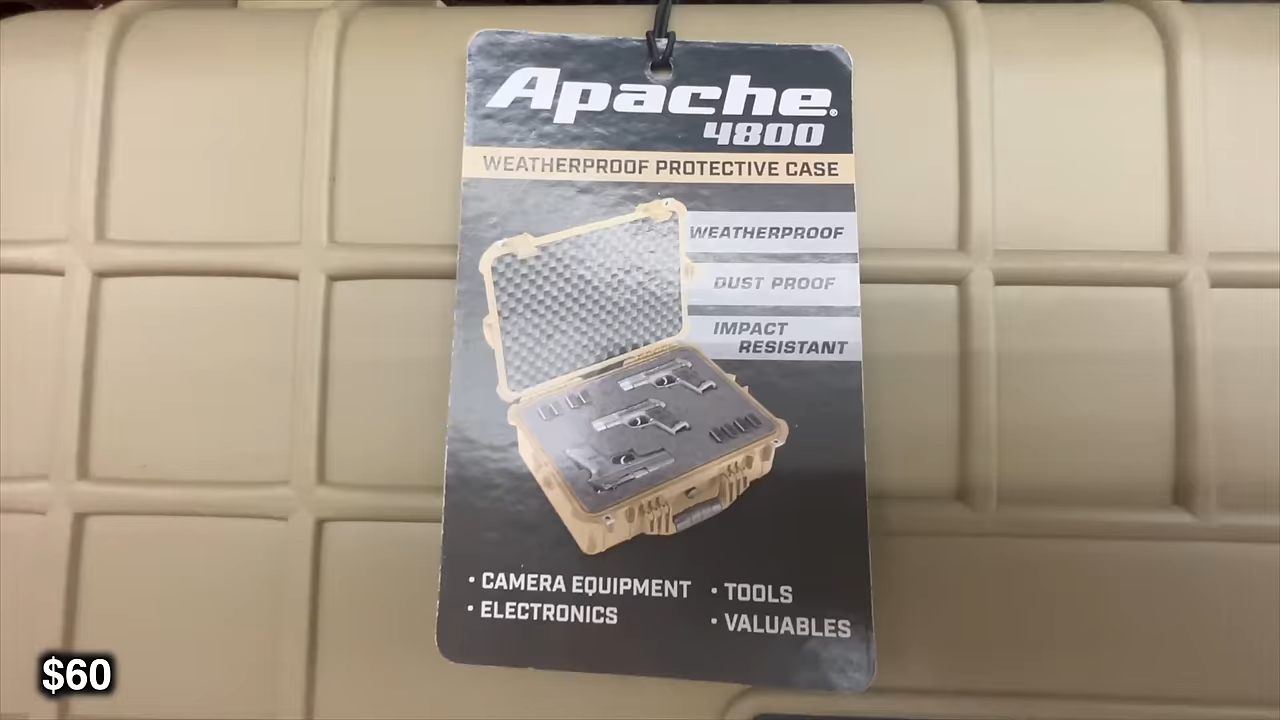 Apache®
4800
WEATHERPROOF PROTECTIVE CASE
WEATHERPROOF
DUST PROOF
IMPACT
RESISTANT
• CAMERA EQUIPMENT
• ELECTRONICS
• TOOLS
• VALUABLES
$60